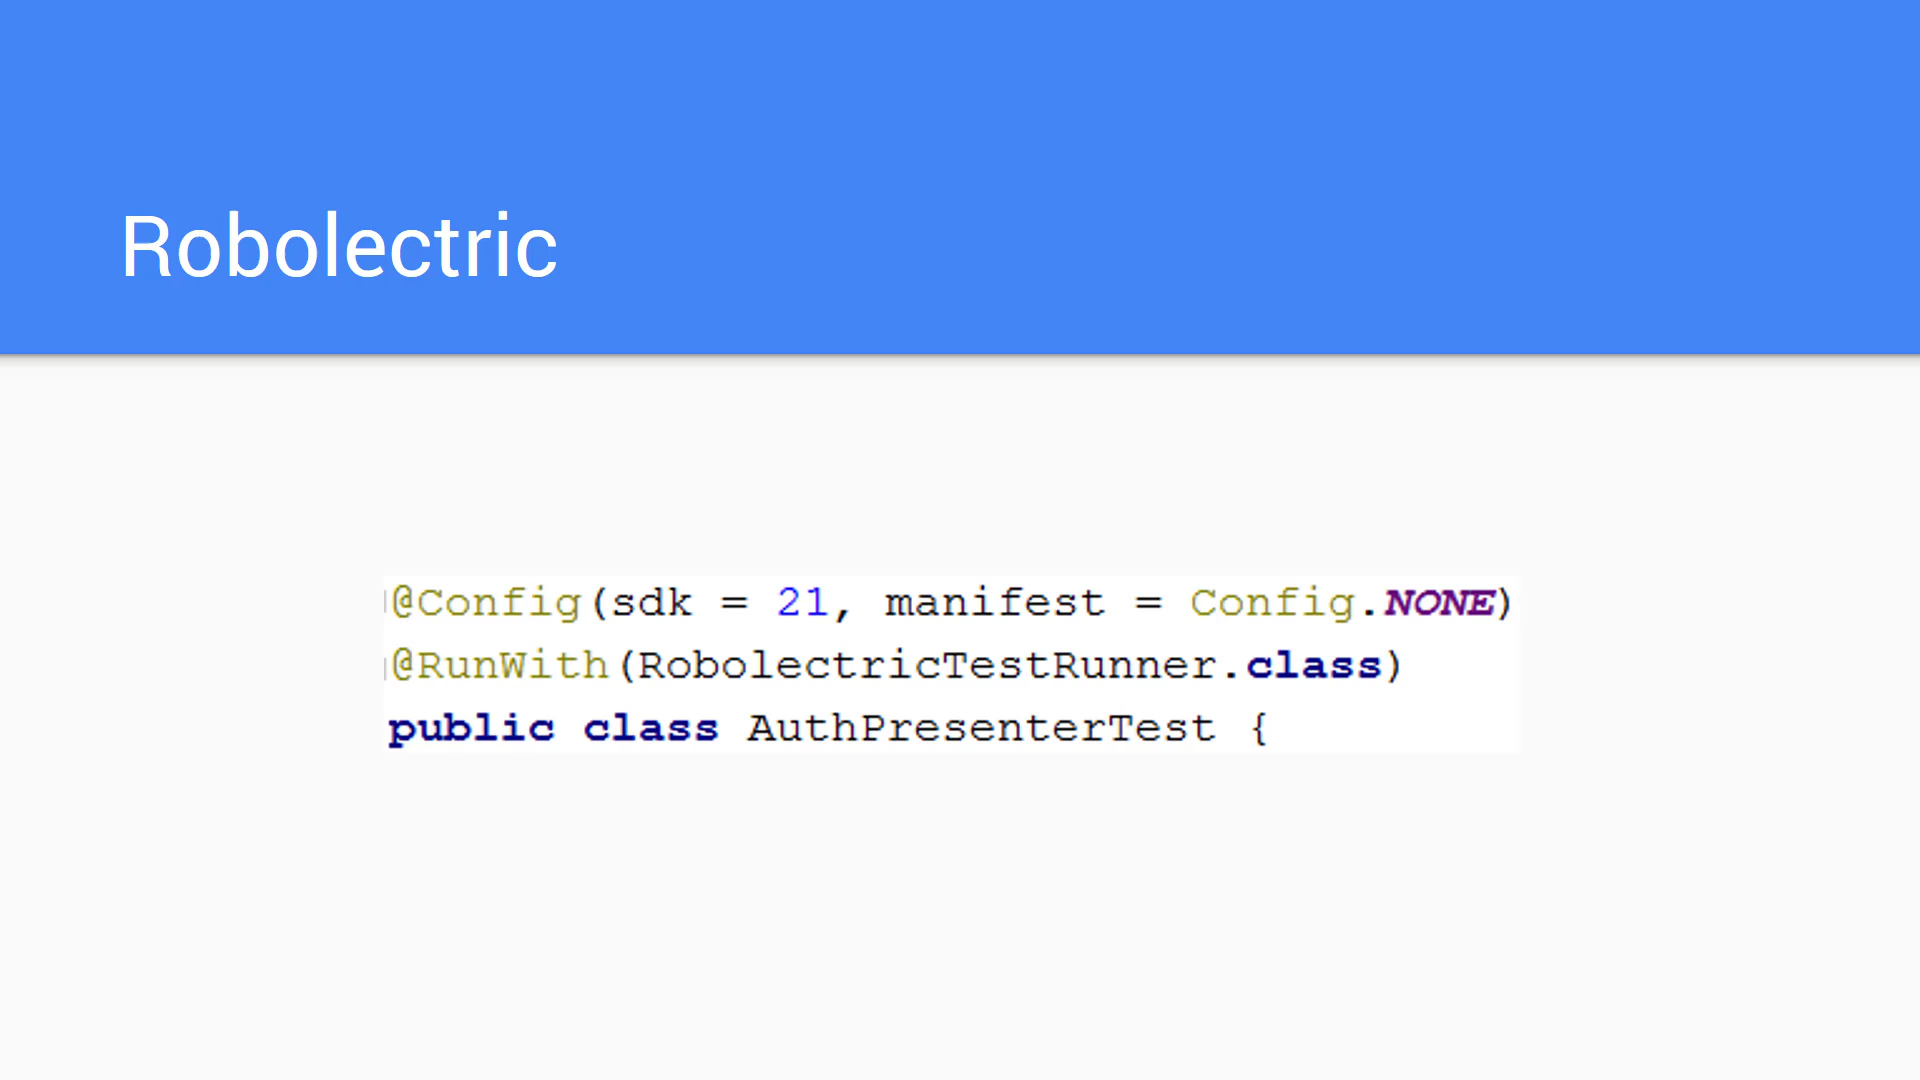 Robolectric
@Config(sdk = 21, manifest = Config.NONE)
@RunWith(RobolectricTestRunner.class)
public class AuthPresenterTest {